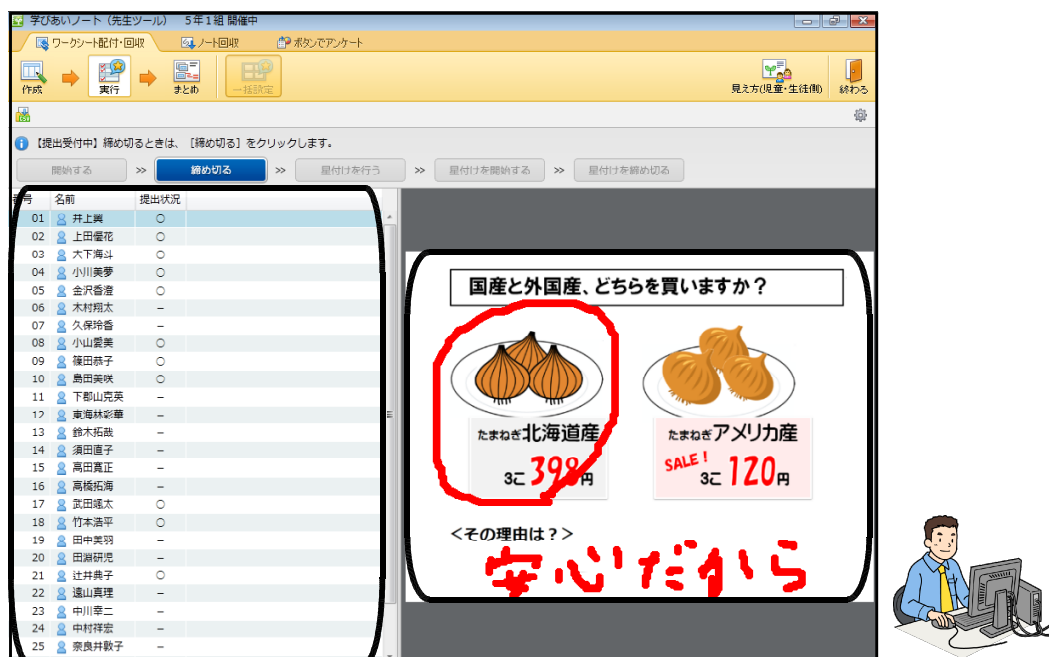 学びあいノート（先生ツール）　５年１組 開催中
ワークシート配付・回収　ノート回収　ボタンでアンケート
作成　実行　まとめ　一括設定　見え方(児童・生徒側)　終わる
【提出受付中】締め切るときは、［締め切る］をクリックします。
開始する　>>　締め切る　>>　星付けを行う　>>　星付けを開始する　>>　星付けを締め切る
号　名前　提出状況
01　井上巽　○
02　上田優花　○
03　大下海斗　○
04　小川美夢　○
05　金沢香澄　○
06　木村翔太　–
07　久保玲香　–
08　小山愛美　○
09　篠田恭子　○
10　島田美咲　○
11　下郡山克英　–
12　東海林彩華　–
13　鈴木拓哉　–
14　須田直子　–
15　高田真正　–
16　高橋拓海　–
17　武田颯太　○
18　竹本浩平　○
19　田中美羽　–
20　田淵研児　–
21　辻井典子　○
22　遠山真理　–
23　中川幸二　–
24　中村祥宏　–
25　奈良井敦子　–
国産と外国産、どちらを買いますか？
たまねぎ北海道産
3こ 398円
たまねぎアメリカ産
SALE！
3こ 120円
＜その理由は？＞
安心だから